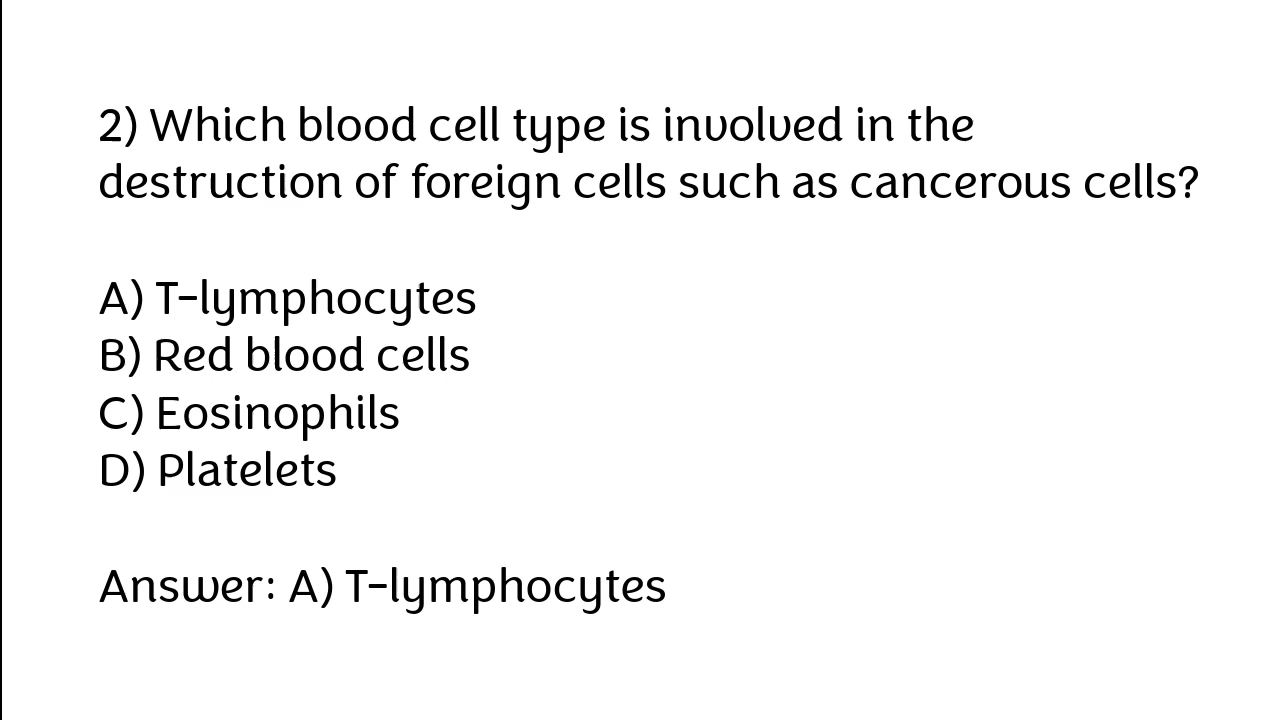 2) Which blood cell type is involved in the
destruction of foreign cells such as cancerous cells?
A) T-lymphocytes
B) Red blood cells
C) Eosinophils
D) Platelets
Answer: A) T-lymphocytes